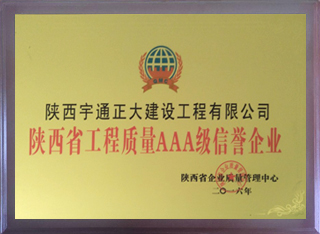 陕西宇通正大建设工程有限公司
陕西省工程质量AAA级信誉企业
陕西省企业质量管理中心
二〇一六年